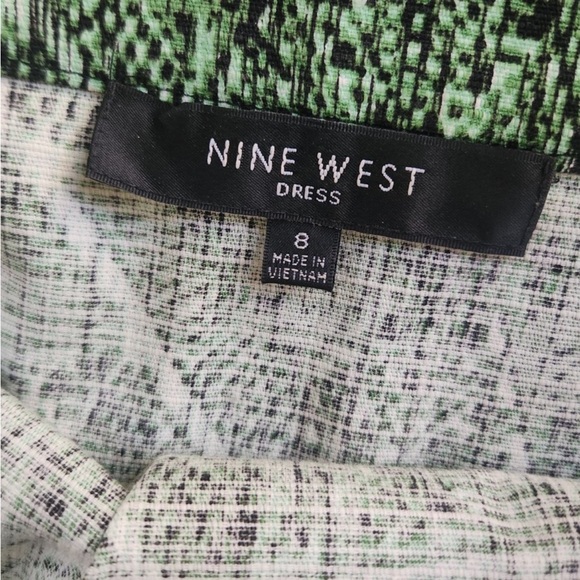 NINE WEST
DRESS
8
MADE IN
VIETNAM